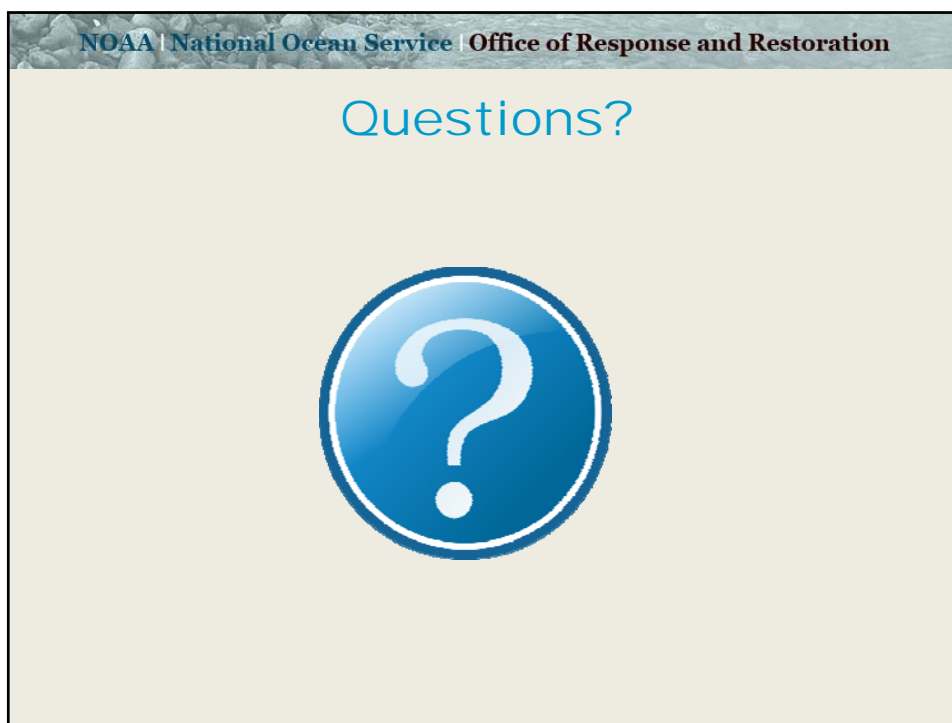 NOAA | National Ocean Service | Office of Response and Restoration
Questions?
?